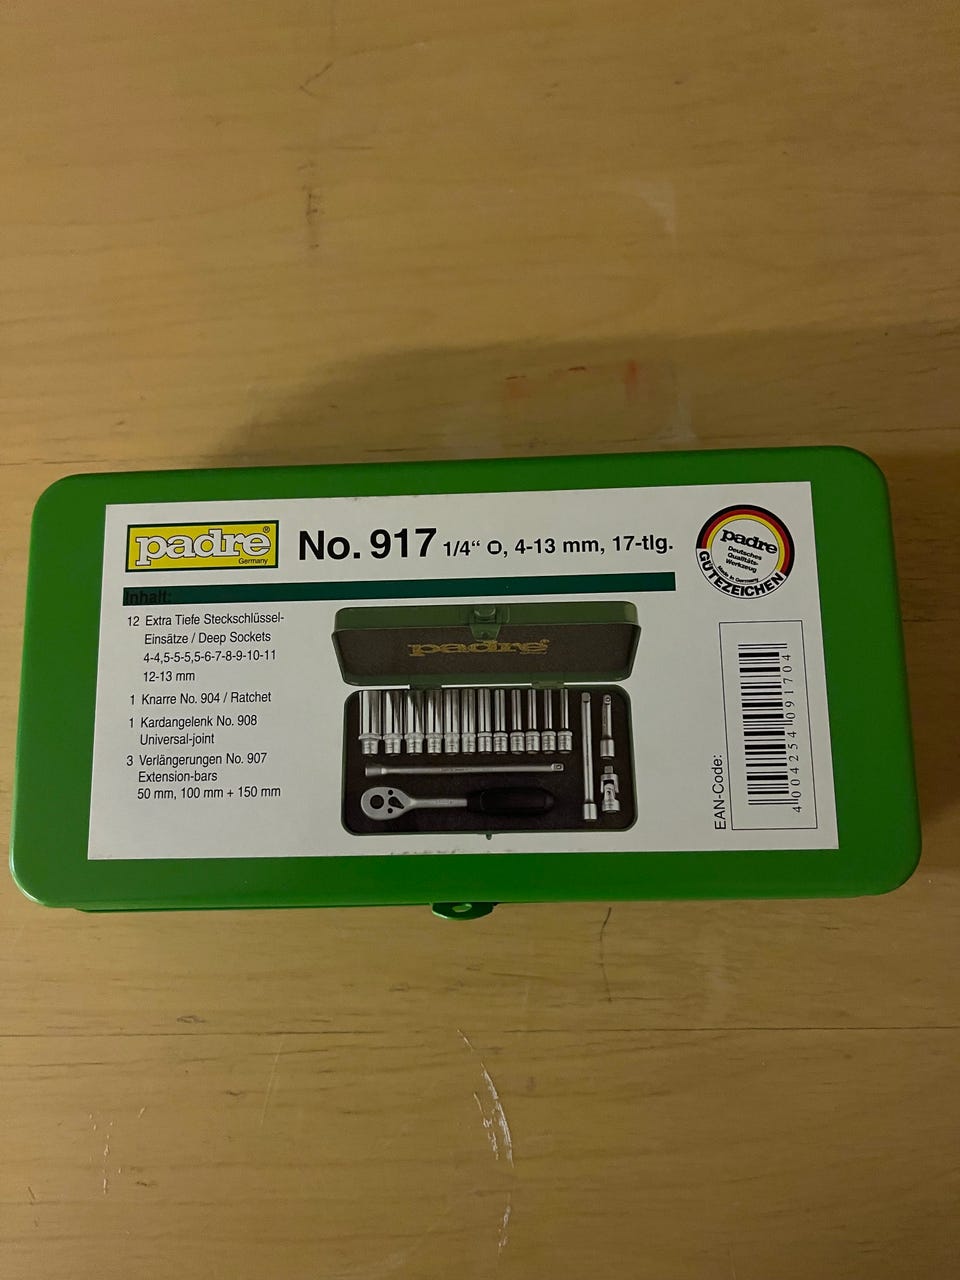 padre®
Germany
No. 917 1/4“ , 4-13 mm, 17-tlg.
padre
Deutsches
Qualitäts-
Werkzeug
Made in Germany
GÜTEZEICHEN
Inhalt:
12 Extra Tiefe Steckschlüssel-
Einsätze / Deep Sockets
4-4,5-5-5,5-6-7-8-9-10-11
12-13 mm
1 Knarre No. 904 / Ratchet
1 Kardangelenk No. 908
Universal-joint
3 Verlängerungen No. 907
Extension-bars
50 mm, 100 mm + 150 mm
padre®
EAN-Code:
4 004254 091704